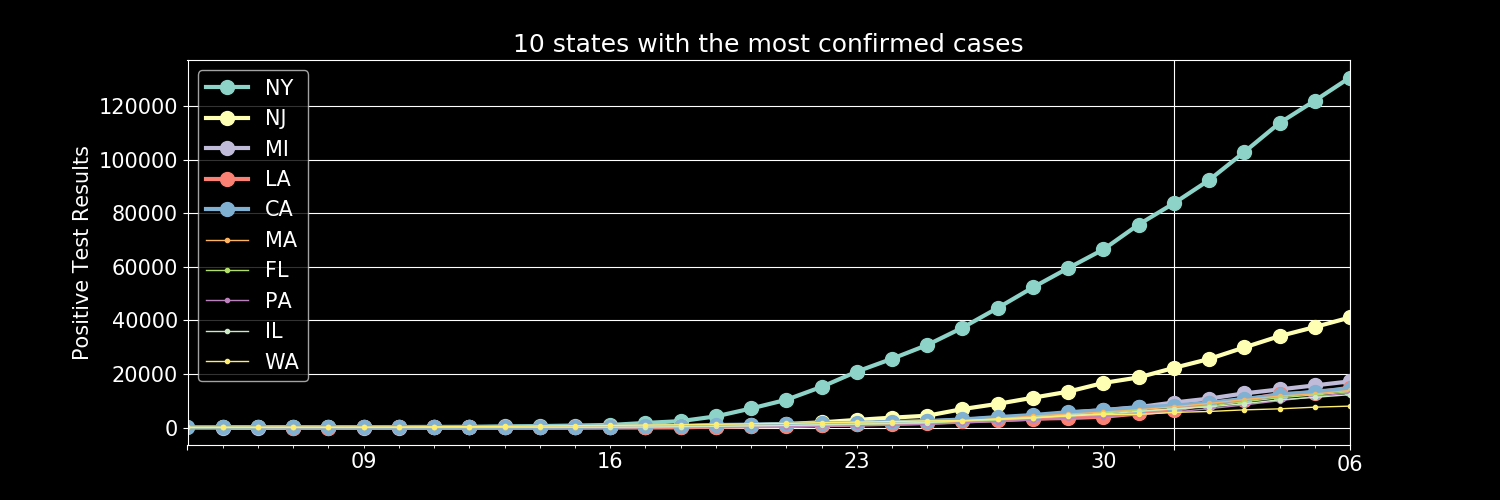 10 states with the most confirmed cases
Positive Test Results
120000
100000
80000
60000
40000
20000
0
NY
NJ
MI
LA
CA
MA
FL
PA
IL
WA
09 16 23 30 06